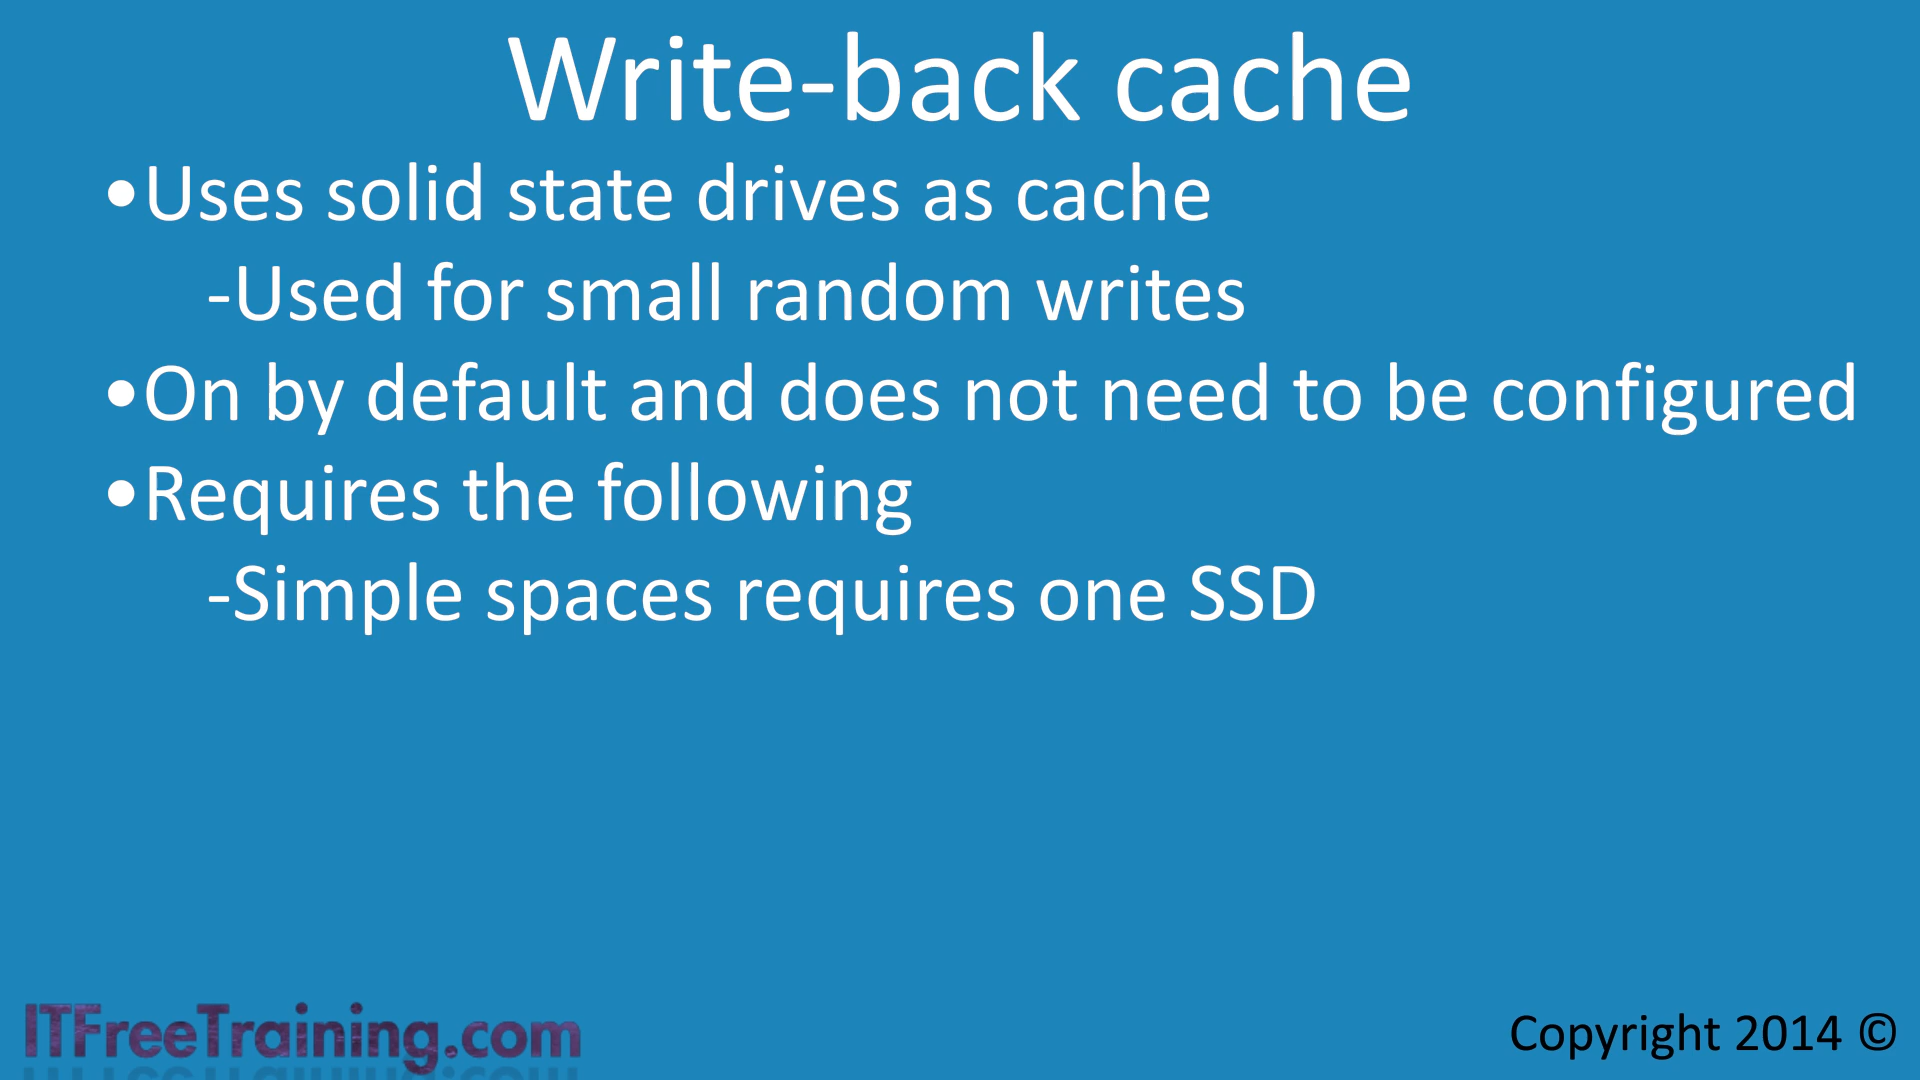 Write-back cache
•Uses solid state drives as cache
-Used for small random writes
•On by default and does not need to be configured
•Requires the following
-Simple spaces requires one SSD
ITFreeTraining.com
Copyright 2014 ©